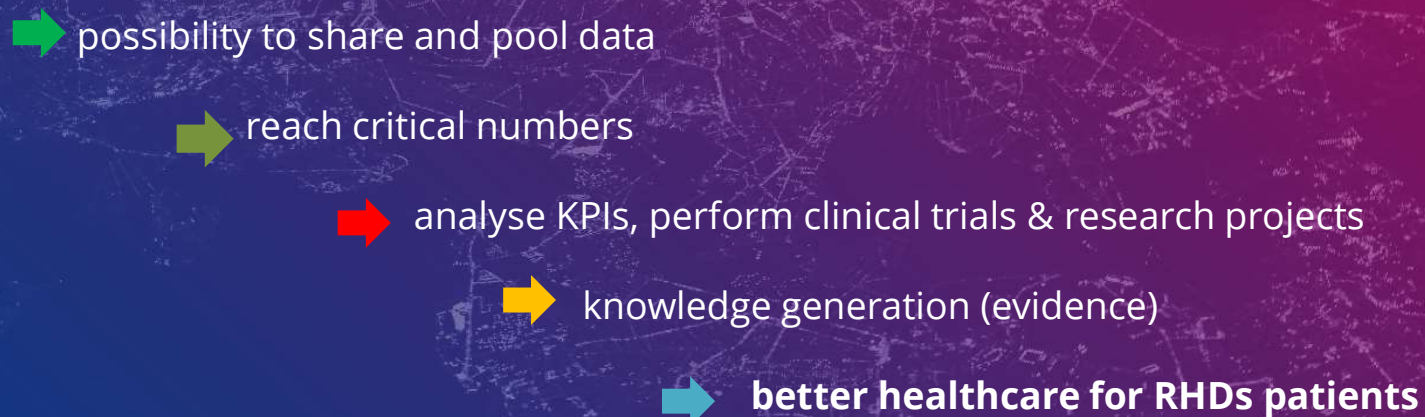 possibility to share and pool data
reach critical numbers
analyse KPIs, perform clinical trials & research projects
knowledge generation (evidence)
better healthcare for RHDs patients